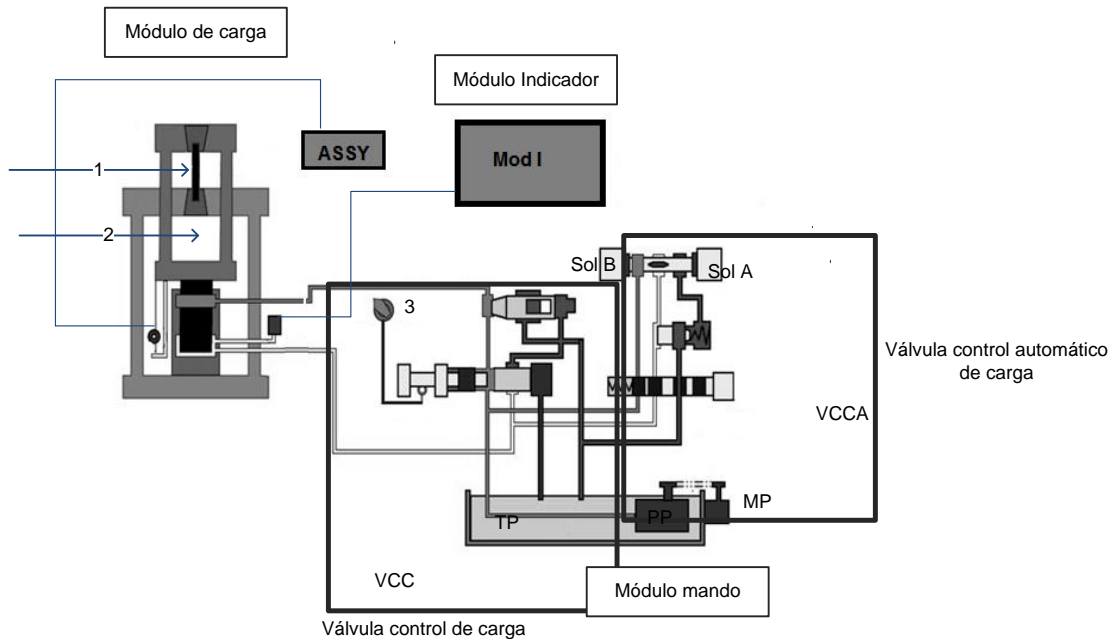 Módulo de carga
Módulo Indicador
ASSY
Mod I
1
2
Sol B
Sol A
3
Válvula control automático
de carga
VCCA
MP
PP
TP
VCC
Módulo mando
Válvula control de carga